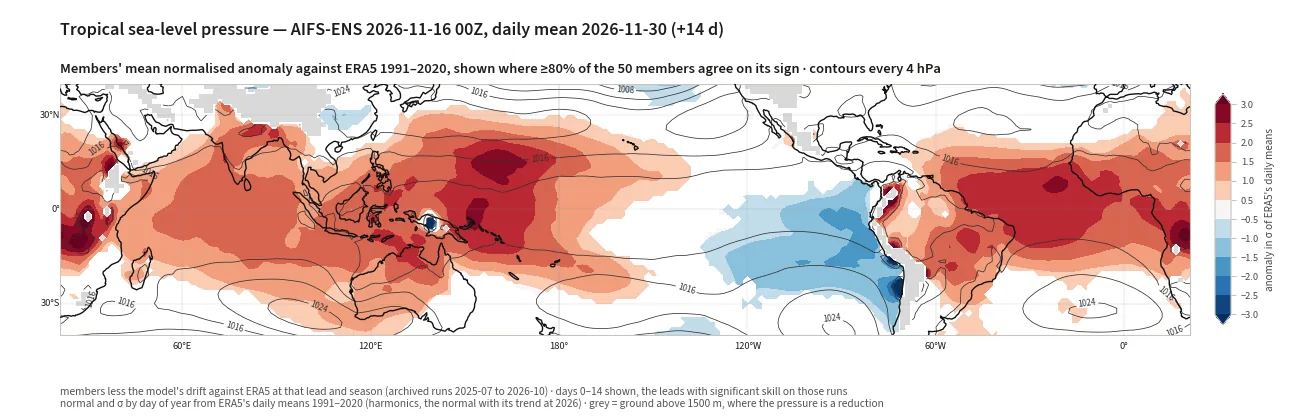 Tropical sea-level pressure — AIFS-ENS 2026-11-16 00Z, daily mean 2026-11-30 (+14 d)
Members' mean normalised anomaly against ERA5 1991–2020, shown where ≥80% of the 50 members agree on its sign · contours every 4 hPa
1024
1016
1008
30°N
0°
30°S
1016
1016
1016
1016
1016
1016
1024
1016
1016
1024
1024
1016
1016
60°E
120°E
180°
120°W
60°W
0°
3.0
2.5
2.0
1.5
1.0
0.5
−0.5
−1.0
−1.5
−2.0
−2.5
−3.0
anomaly in σ of ERA5's daily means
members less the model's drift against ERA5 at that lead and season (archived runs 2025-07 to 2026-10) · days 0–14 shown, the leads with significant skill on those runs
normal and σ by day of year from ERA5's daily means 1991–2020 (harmonics, the normal with its trend at 2026) · grey = ground above 1500 m, where the pressure is a reduction